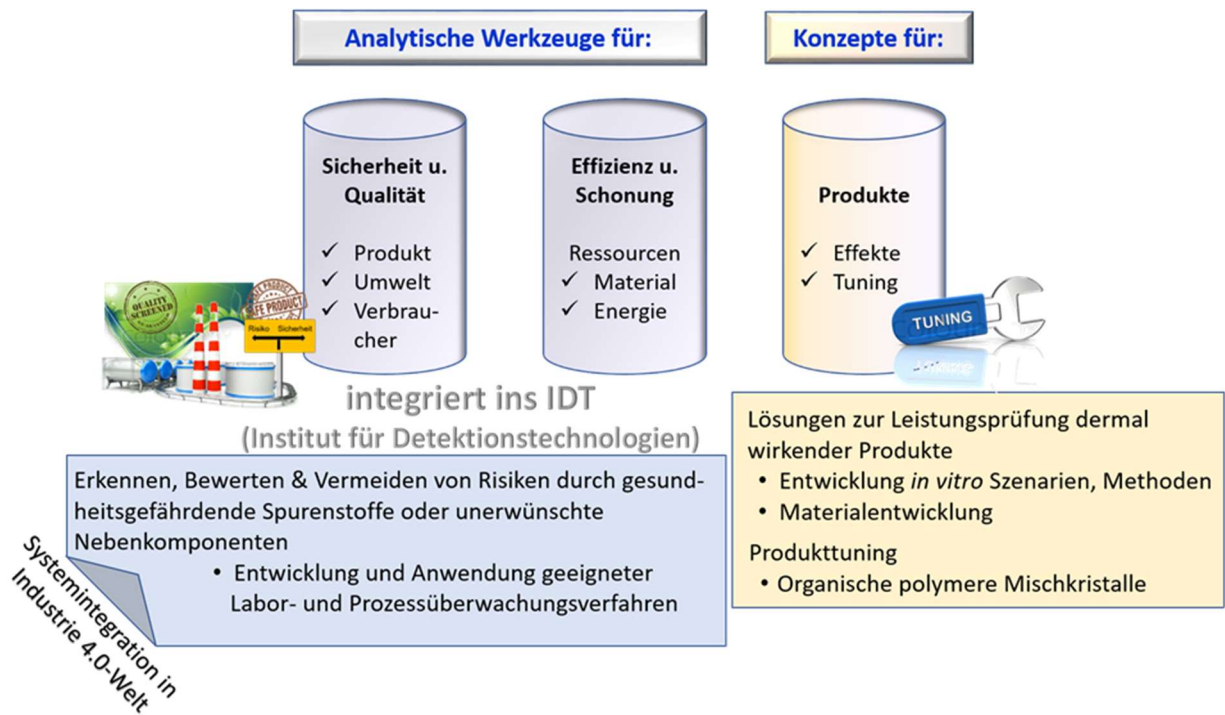 Analytische Werkzeuge für:
Konzepte für:
Sicherheit u.
Qualität
✓ Produkt
✓ Umwelt
✓ Verbrau-
cher
Effizienz u.
Schonung
Ressourcen
✓ Material
✓ Energie
Produkte
✓ Effekte
✓ Tuning
QUALITY
SCREENED
SAFE PRODUCT
Risiko Sicherheit
TUNING
integriert ins IDT
(Institut für Detektionstechnologien)
Erkennen, Bewerten & Vermeiden von Risiken durch gesund-
heitsgefährdende Spurenstoffe oder unerwünschte
Nebenkomponenten
• Entwicklung und Anwendung geeigneter
Labor- und Prozessüberwachungsverfahren
Systemintegration in
Industrie 4.0-Welt
Lösungen zur Leistungsprüfung dermal
wirkender Produkte
• Entwicklung in vitro Szenarien, Methoden
• Materialentwicklung
Produkttuning
• Organische polymere Mischkristalle